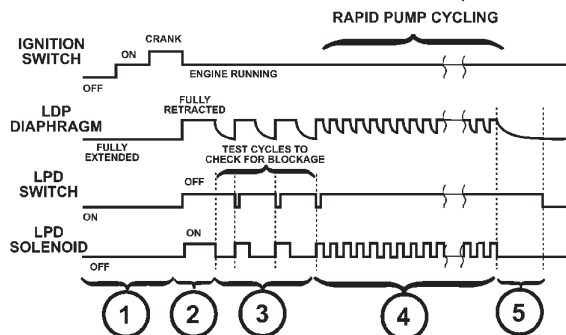 RAPID PUMP CYCLING
IGNITION
SWITCH
CRANK
ON
OFF
ENGINE RUNNING
LDP
DIAPHRAGM
FULLY
RETRACTED
FULLY
EXTENDED
TEST CYCLES TO
CHECK FOR BLOCKAGE
LPD
SWITCH
OFF
ON
LPD
SOLENOID
ON
OFF
1 2 3 4 5